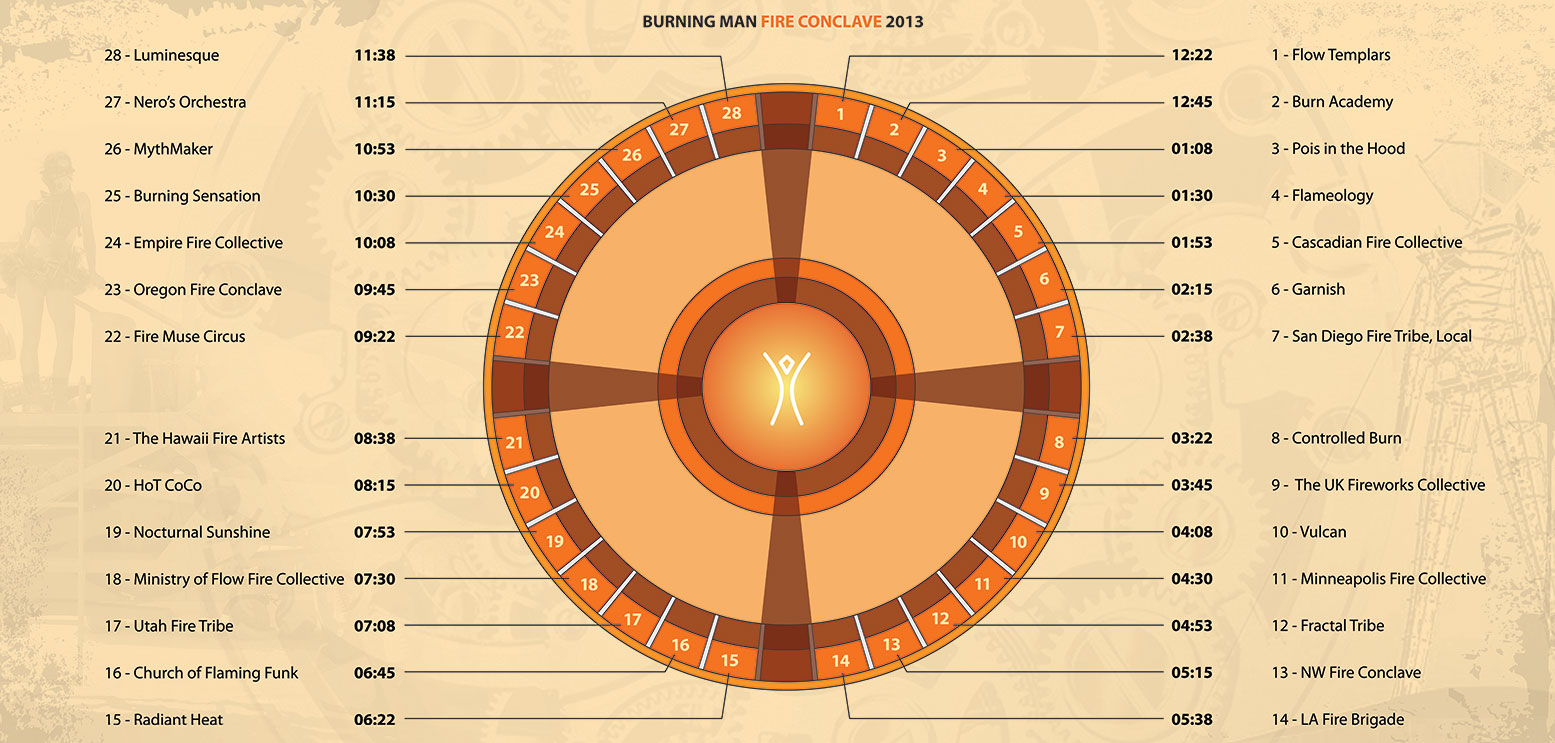 BURNING MAN FIRE CONCLAVE 2013
28 - Luminesque 11:38
27 - Nero's Orchestra 11:15
26 - MythMaker 10:53
25 - Burning Sensation 10:30
24 - Empire Fire Collective 10:08
23 - Oregon Fire Conclave 09:45
22 - Fire Muse Circus 09:22
21 - The Hawaii Fire Artists 08:38
20 - HoT CoCo 08:15
19 - Nocturnal Sunshine 07:53
18 - Ministry of Flow Fire Collective 07:30
17 - Utah Fire Tribe 07:08
16 - Church of Flaming Funk 06:45
15 - Radiant Heat 06:22
12:22 1 - Flow Templars
12:45 2 - Burn Academy
01:08 3 - Pois in the Hood
01:30 4 - Flameology
01:53 5 - Cascadian Fire Collective
02:15 6 - Garnish
02:38 7 - San Diego Fire Tribe, Local
03:22 8 - Controlled Burn
03:45 9 - The UK Fireworks Collective
04:08 10 - Vulcan
04:30 11 - Minneapolis Fire Collective
04:53 12 - Fractal Tribe
05:15 13 - NW Fire Conclave
05:38 14 - LA Fire Brigade
1
2
3
4
5
6
7
8
9
10
11
12
13
14
15
16
17
18
19
20
21
22
23
24
25
26
27
28